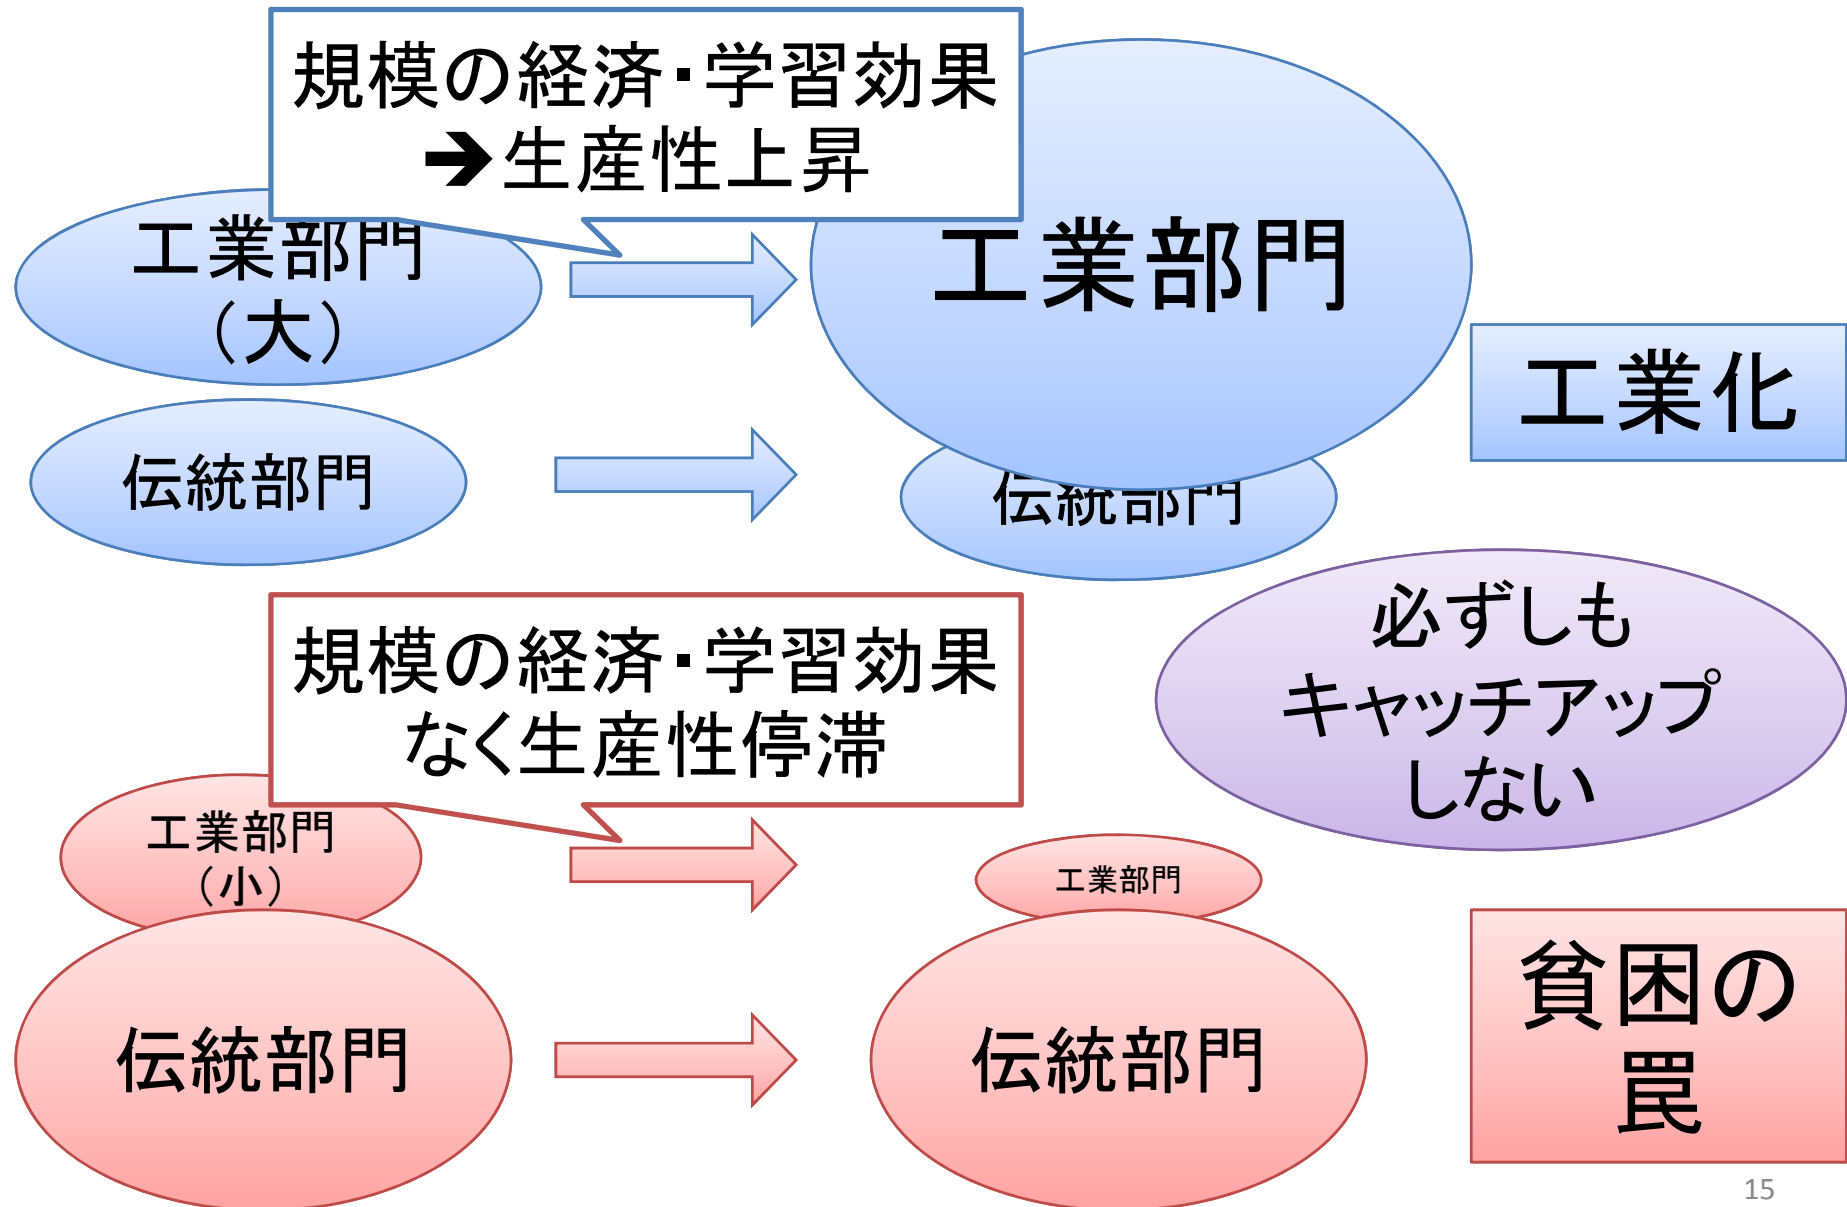 規模の経済・学習効果
➔生産性上昇
工業部門
（大）
工業部門
工業化
伝統部門
伝統部門
必ずしも
キャッチアップ
しない
規模の経済・学習効果
なく生産性停滞
工業部門
（小）
工業部門
伝統部門
伝統部門
貧困の
罠
15